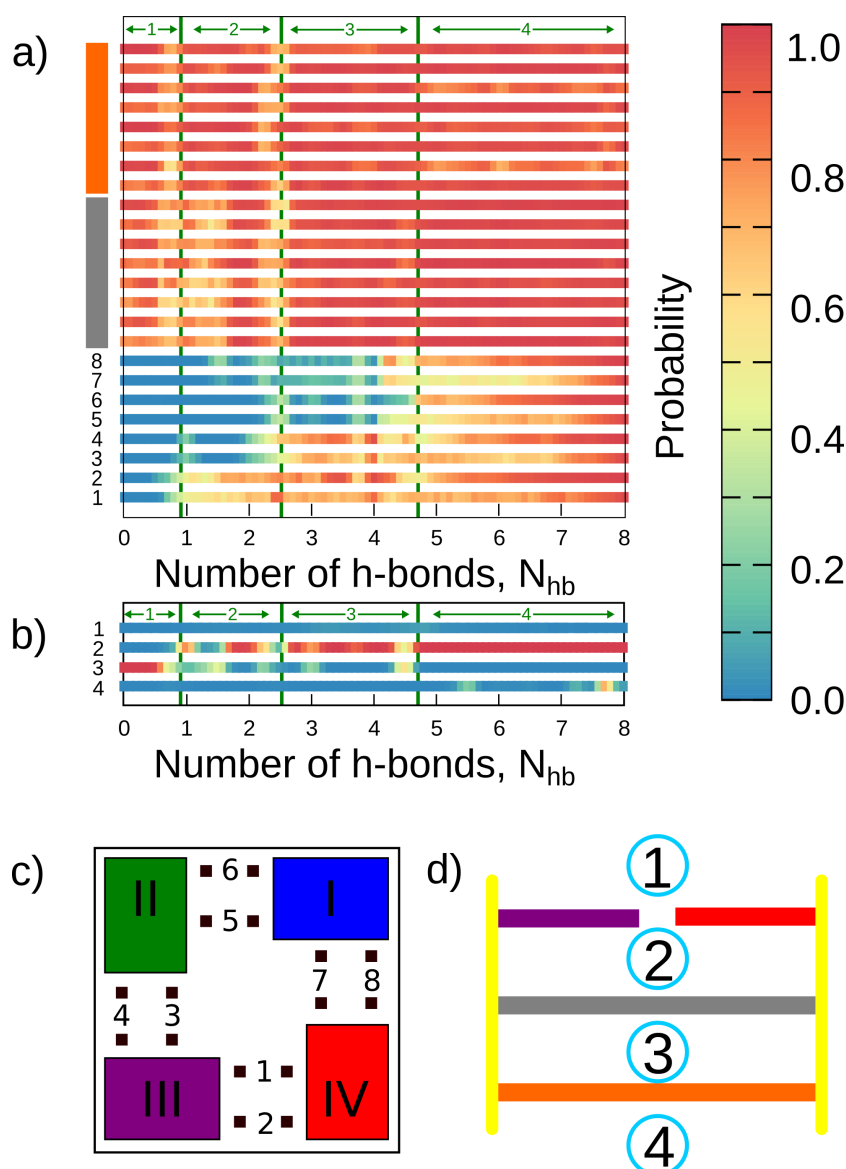 a)
1 2 3 4
8
7
6
5
4
3
2
1
0 1 2 3 4 5 6 7 8
Number of h-bonds, Nhb
1.0
0.8
0.6
0.4
0.2
0.0
Probability
b)
1 2 3 4
1
2
3
4
0 1 2 3 4 5 6 7 8
Number of h-bonds, Nhb
c)
II 6 I
5
7 8
4 3
III 1 IV
2
d)
1
2
3
4